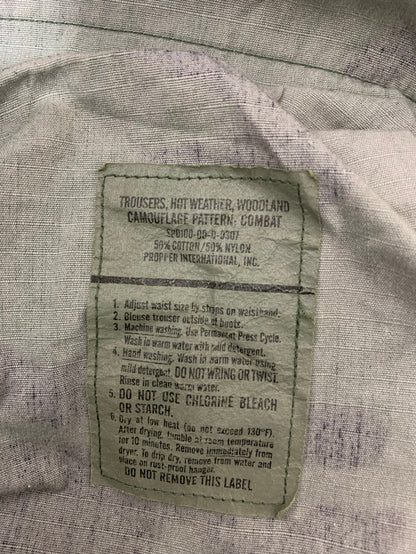 TROUSERS, HOT WEATHER, WOODLAND
CAMOUFLAGE PATTERN: COMBAT
SPO100-00-D-0307
50% COTTON/50% NYLON
PROPPER INTERNATIONAL, INC.
1. Adjust waist size by straps on waistband.
2. Blouse trouser outside of boots.
3. Machine washing. Use Permanent Press Cycle.
Wash in warm water with mild detergent.
4. Hand washing. Wash in warm water using
mild detergent. DO NOT WRING OR TWIST.
Rinse in clean warm water.
5. DO NOT USE CHLORINE BLEACH
OR STARCH.
6. Dry at low heat (do not exceed 130°F).
After drying, tumble at room temperature
for 10 minutes. Remove immediately from
dryer. To drip dry, remove from water and
place on rust-proof hanger.
DO NOT REMOVE THIS LABEL